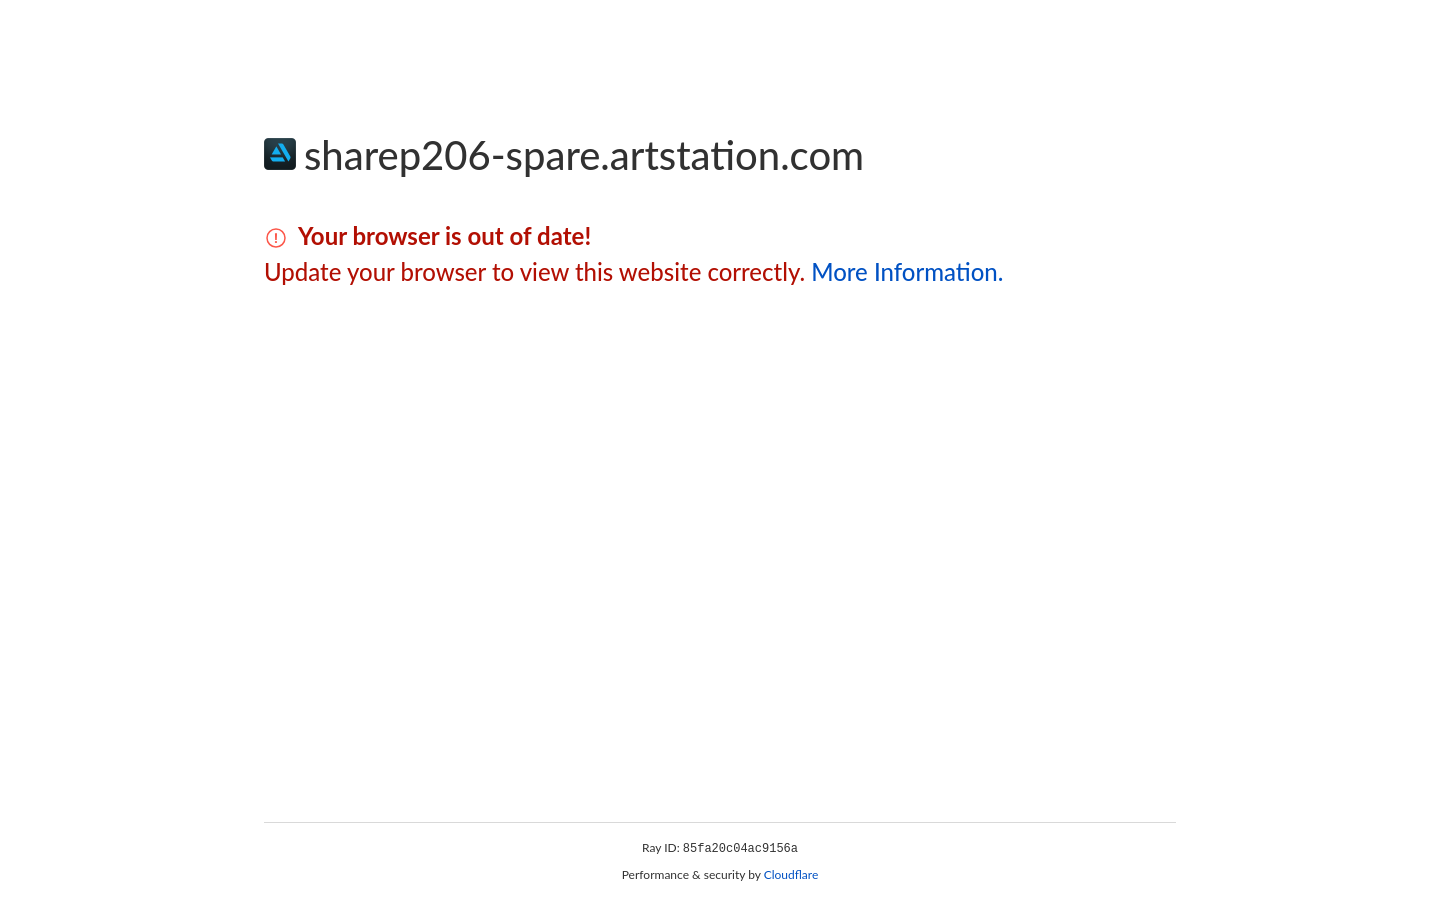 sharep206-spare.artstation.com
Your browser is out of date!
Update your browser to view this website correctly. More Information.
Ray ID: 85fa20c04ac9156a
Performance & security by Cloudflare